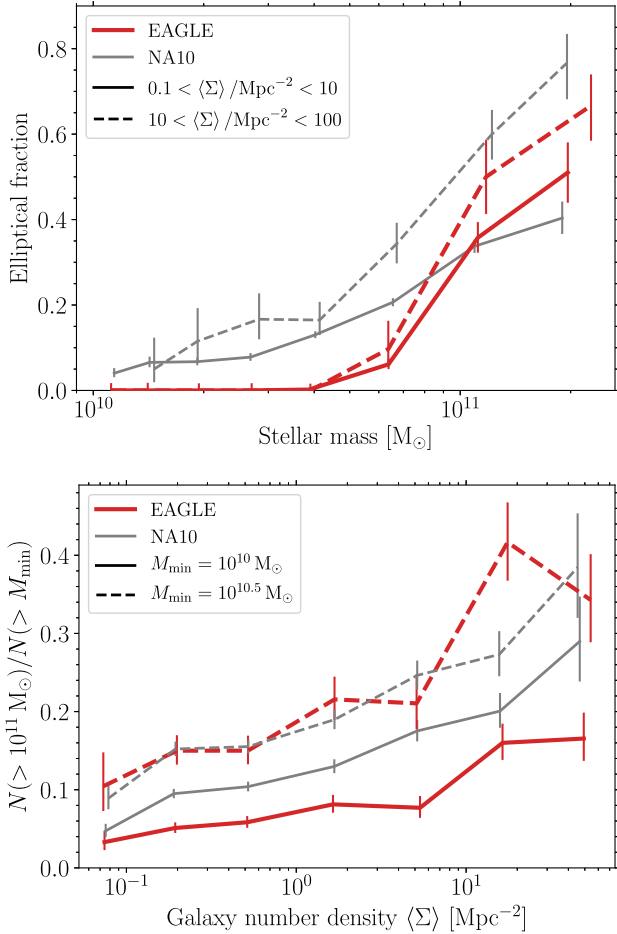 EAGLE
NA10
0.1 < ⟨Σ⟩ /Mpc⁻² < 10
10 < ⟨Σ⟩ /Mpc⁻² < 100
Elliptical fraction
0.8
0.6
0.4
0.2
0.0
10¹⁰ 10¹¹
Stellar mass [M⊙]
EAGLE
NA10
M_min = 10¹⁰ M⊙
M_min = 10^10.5 M⊙
N(> 10¹¹ M⊙)/N(> M_min)
0.4
0.3
0.2
0.1
0.0
10⁻¹ 10⁰ 10¹
Galaxy number density ⟨Σ⟩ [Mpc⁻²]